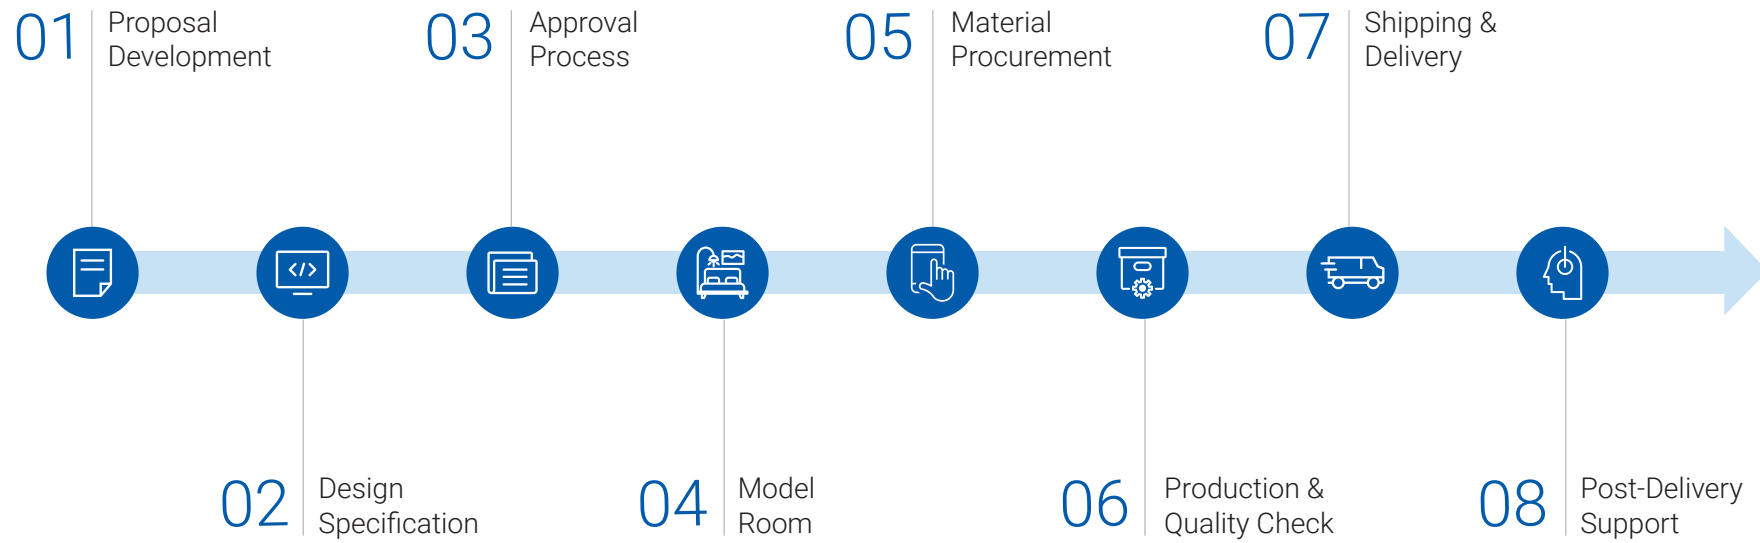 01
Proposal
Development
02
Design
Specification
03
Approval
Process
04
Model
Room
05
Material
Procurement
06
Production &
Quality Check
07
Shipping &
Delivery
08
Post-Delivery
Support